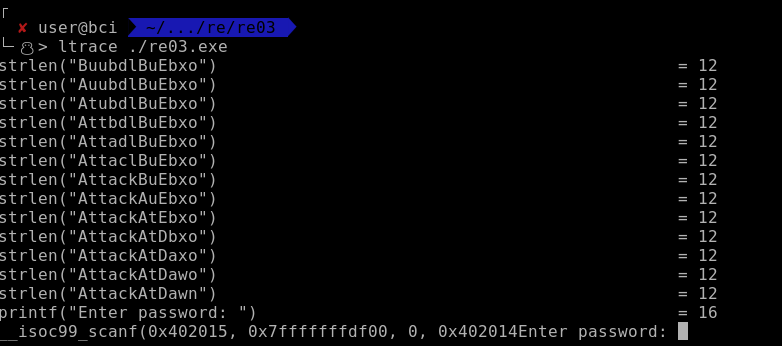 ✘ user@bci ~/.../re/re03
> ltrace ./re03.exe
strlen("BuubdlBuEbxo") = 12
strlen("AuubdlBuEbxo") = 12
strlen("AtubdlBuEbxo") = 12
strlen("AttbdlBuEbxo") = 12
strlen("AttadlBuEbxo") = 12
strlen("AttaclBuEbxo") = 12
strlen("AttackBuEbxo") = 12
strlen("AttackAuEbxo") = 12
strlen("AttackAtEbxo") = 12
strlen("AttackAtDbxo") = 12
strlen("AttackAtDaxo") = 12
strlen("AttackAtDawo") = 12
strlen("AttackAtDawn") = 12
printf("Enter password: ") = 16
__isoc99_scanf(0x402015, 0x7fffffffdf00, 0, 0x402014Enter password: